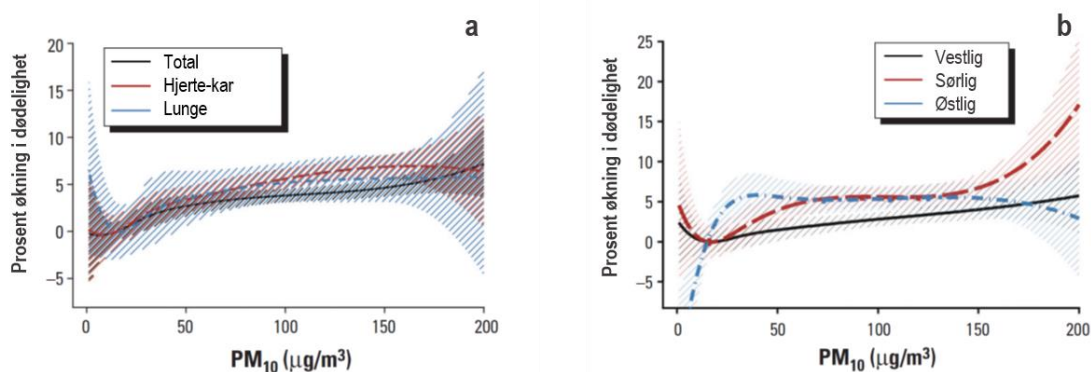 a
Prosent økning i dødelighet
20
15
10
5
0
−5
Total
Hjerte-kar
Lunge
0
50
100
150
200
PM10 (μg/m³)
b
Prosent økning i dødelighet
25
20
15
10
5
0
−5
Vestlig
Sørlig
Østlig
0
50
100
150
200
PM10 (μg/m³)